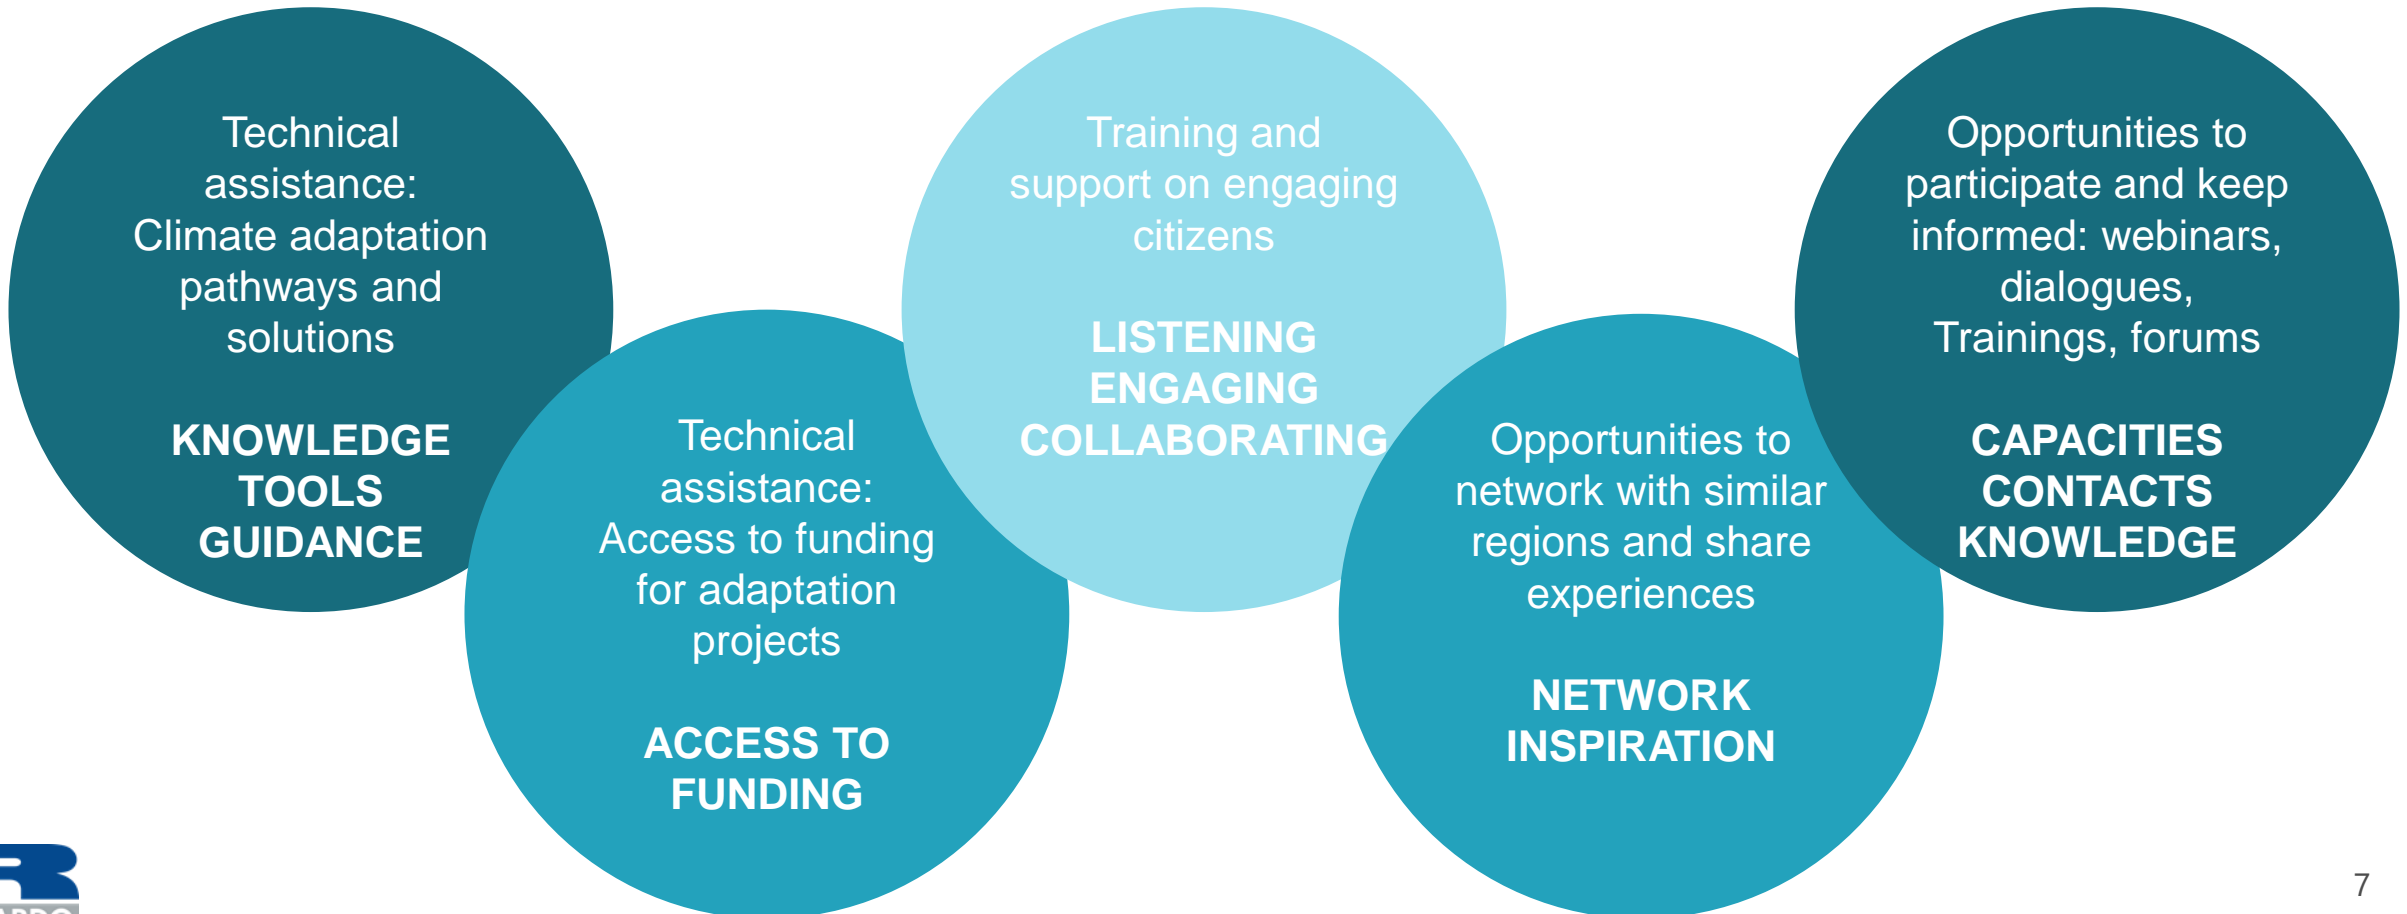 Technical
assistance:
Climate adaptation
pathways and
solutions
KNOWLEDGE
TOOLS
GUIDANCE
Technical
assistance:
Access to funding
for adaptation
projects
ACCESS TO
FUNDING
Training and
support on engaging
citizens
LISTENING
ENGAGING
COLLABORATING
Opportunities to
network with similar
regions and share
experiences
NETWORK
INSPIRATION
Opportunities to
participate and keep
informed: webinars,
dialogues,
Trainings, forums
CAPACITIES
CONTACTS
KNOWLEDGE
7